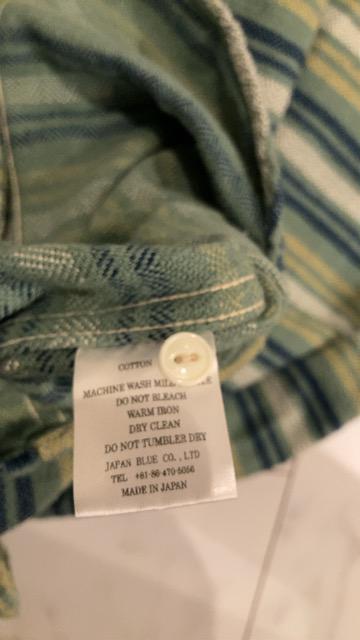 COTTON
MACHINE WASH
DO NOT BLEACH
WARM IRON
DRY CLEAN
DO NOT TUMBLER DRY
JAPAN BLUE CO., LTD
TEL +81-86-470-5056
MADE IN JAPAN